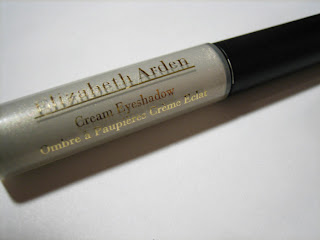 Elizabeth Arden
Cream Eyeshadow
Ombre à Paupières Crème Éclat